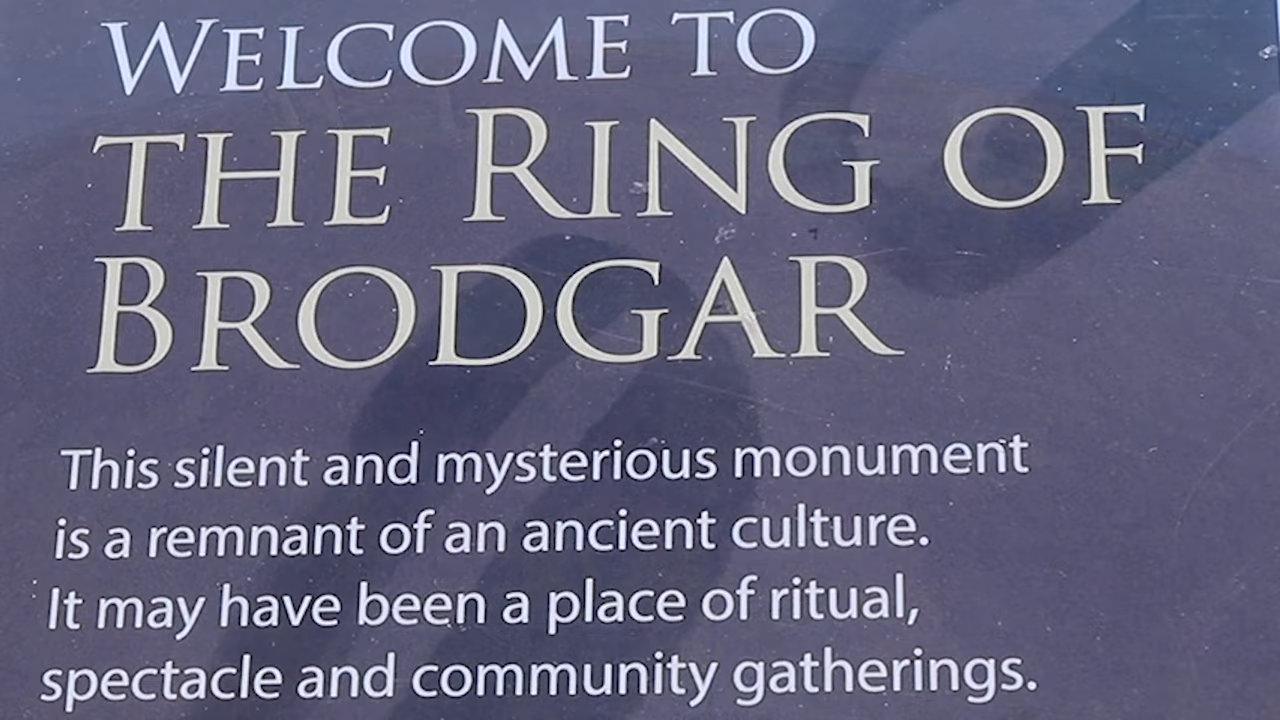 WELCOME TO
THE RING OF
BRODGAR
This silent and mysterious monument
is a remnant of an ancient culture.
It may have been a place of ritual,
spectacle and community gatherings.